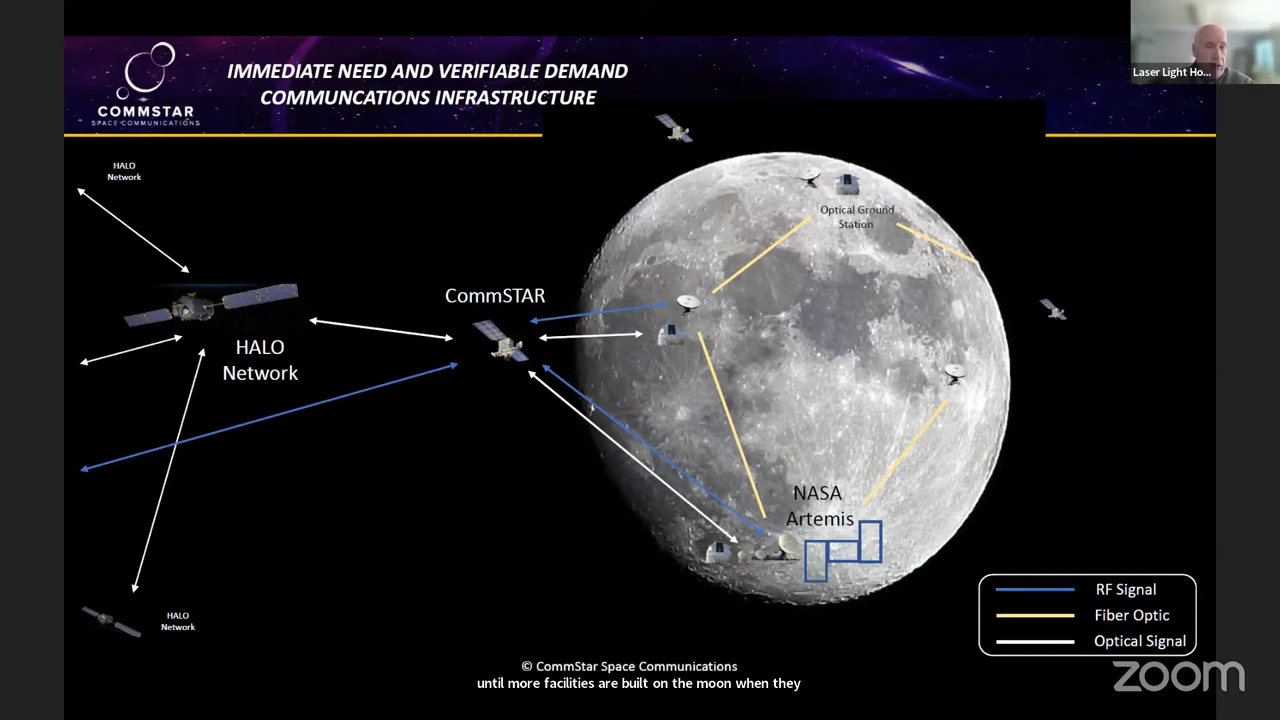 COMMSTAR
SPACE COMMUNICATIONS
IMMEDIATE NEED AND VERIFIABLE DEMAND
COMMUNCATIONS INFRASTRUCTURE
Laser Light Ho...
HALO
Network
Optical Ground
Station
CommSTAR
HALO
Network
NASA
Artemis
HALO
Network
RF Signal
Fiber Optic
Optical Signal
© CommStar Space Communications
until more facilities are built on the moon when they
zoom